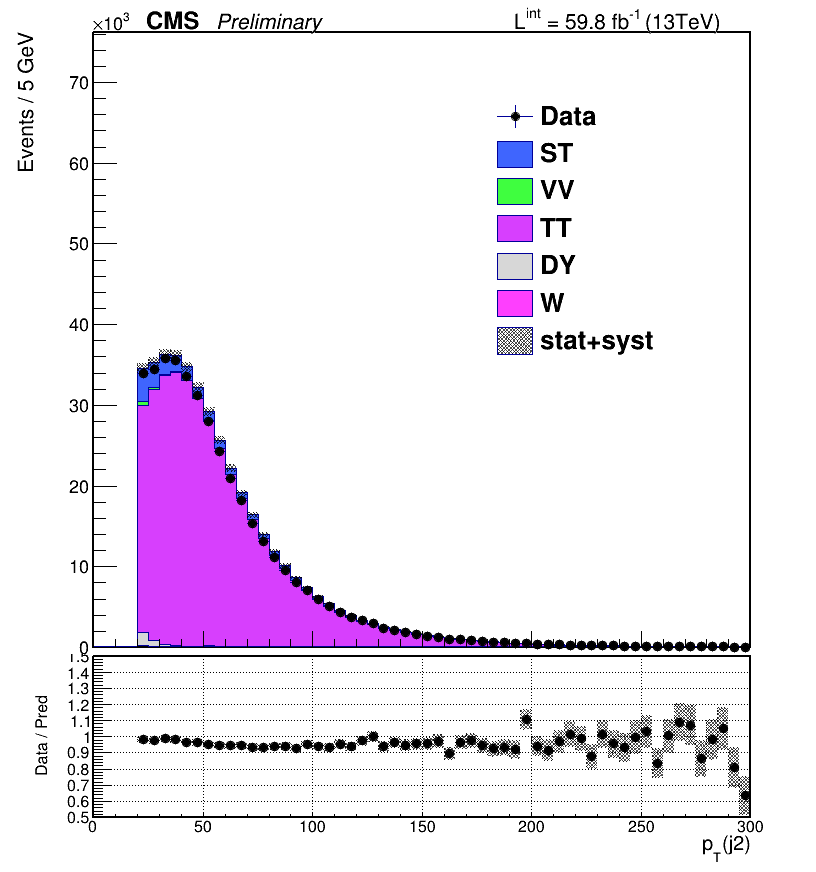 ×10³ CMS Preliminary L^int = 59.8 fb⁻¹ (13TeV)
Events / 5 GeV
70
60
50
40
30
20
10
0
Data
ST
VV
TT
DY
W
stat+syst
Data / Pred
1.5
1.4
1.3
1.2
1.1
1
0.9
0.8
0.7
0.6
0.5
0 50 100 150 200 250 300
p_T(j2)